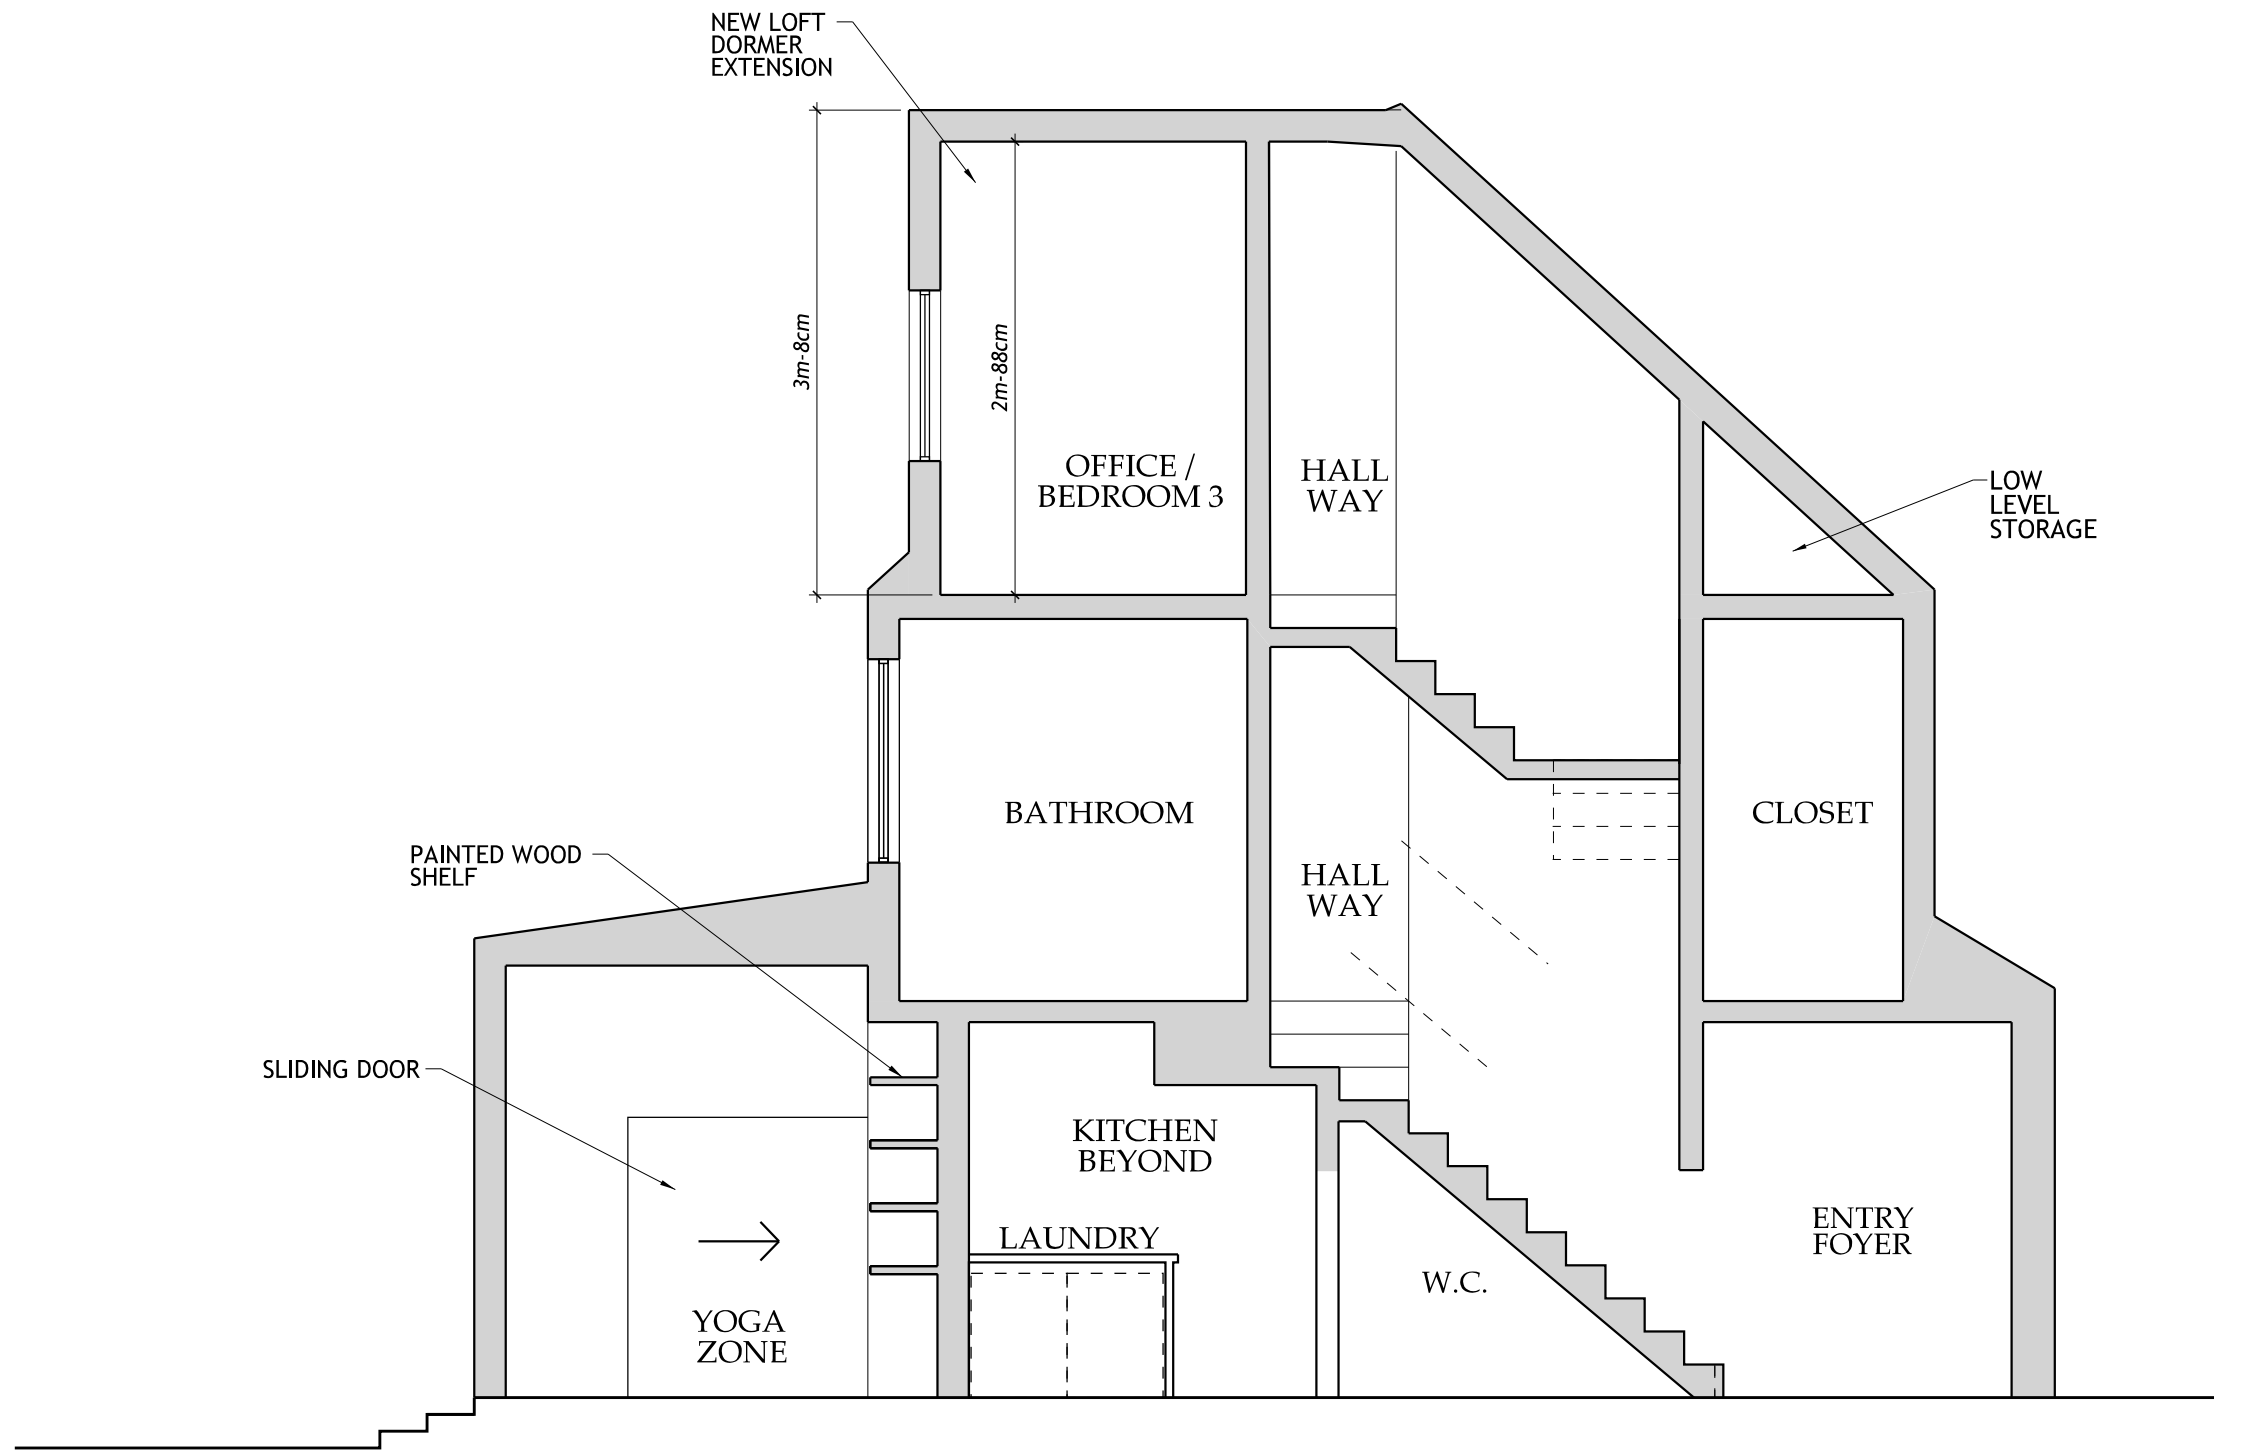 NEW LOFT
DORMER
EXTENSION
3m-8cm
2m-88cm
OFFICE /
BEDROOM 3
HALL
WAY
LOW
LEVEL
STORAGE
BATHROOM
CLOSET
PAINTED WOOD
SHELF
HALL
WAY
SLIDING DOOR
KITCHEN
BEYOND
LAUNDRY
ENTRY
FOYER
W.C.
YOGA
ZONE